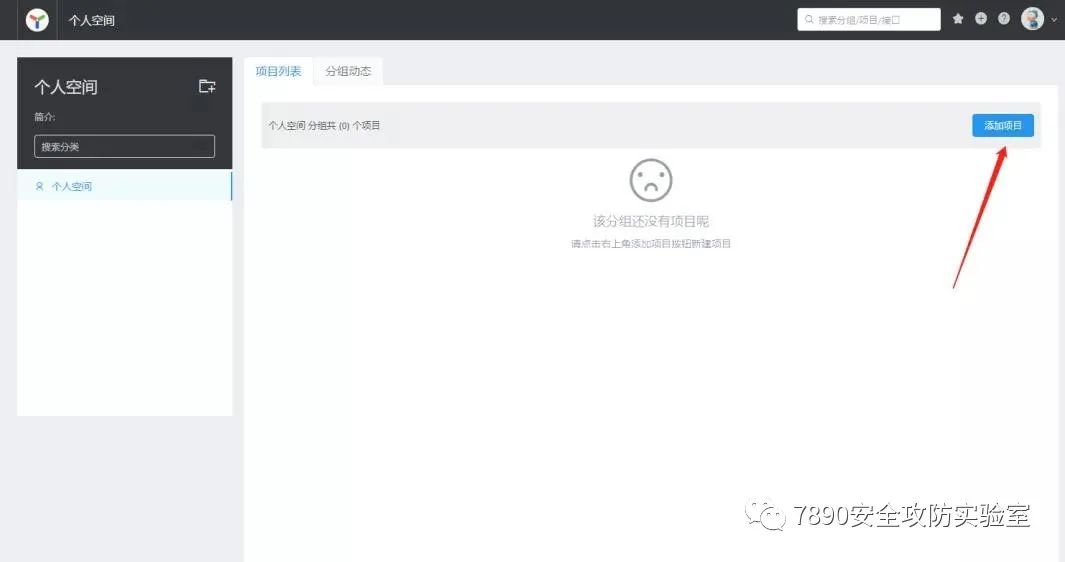 个人空间
搜索分组/项目/接口
个人空间
简介:
搜索分类
个人空间
项目列表
分组动态
个人空间 分组共 (0) 个项目
添加项目
该分组还没有项目呢
请点击右上角添加项目按钮新建项目
7890安全攻防实验室